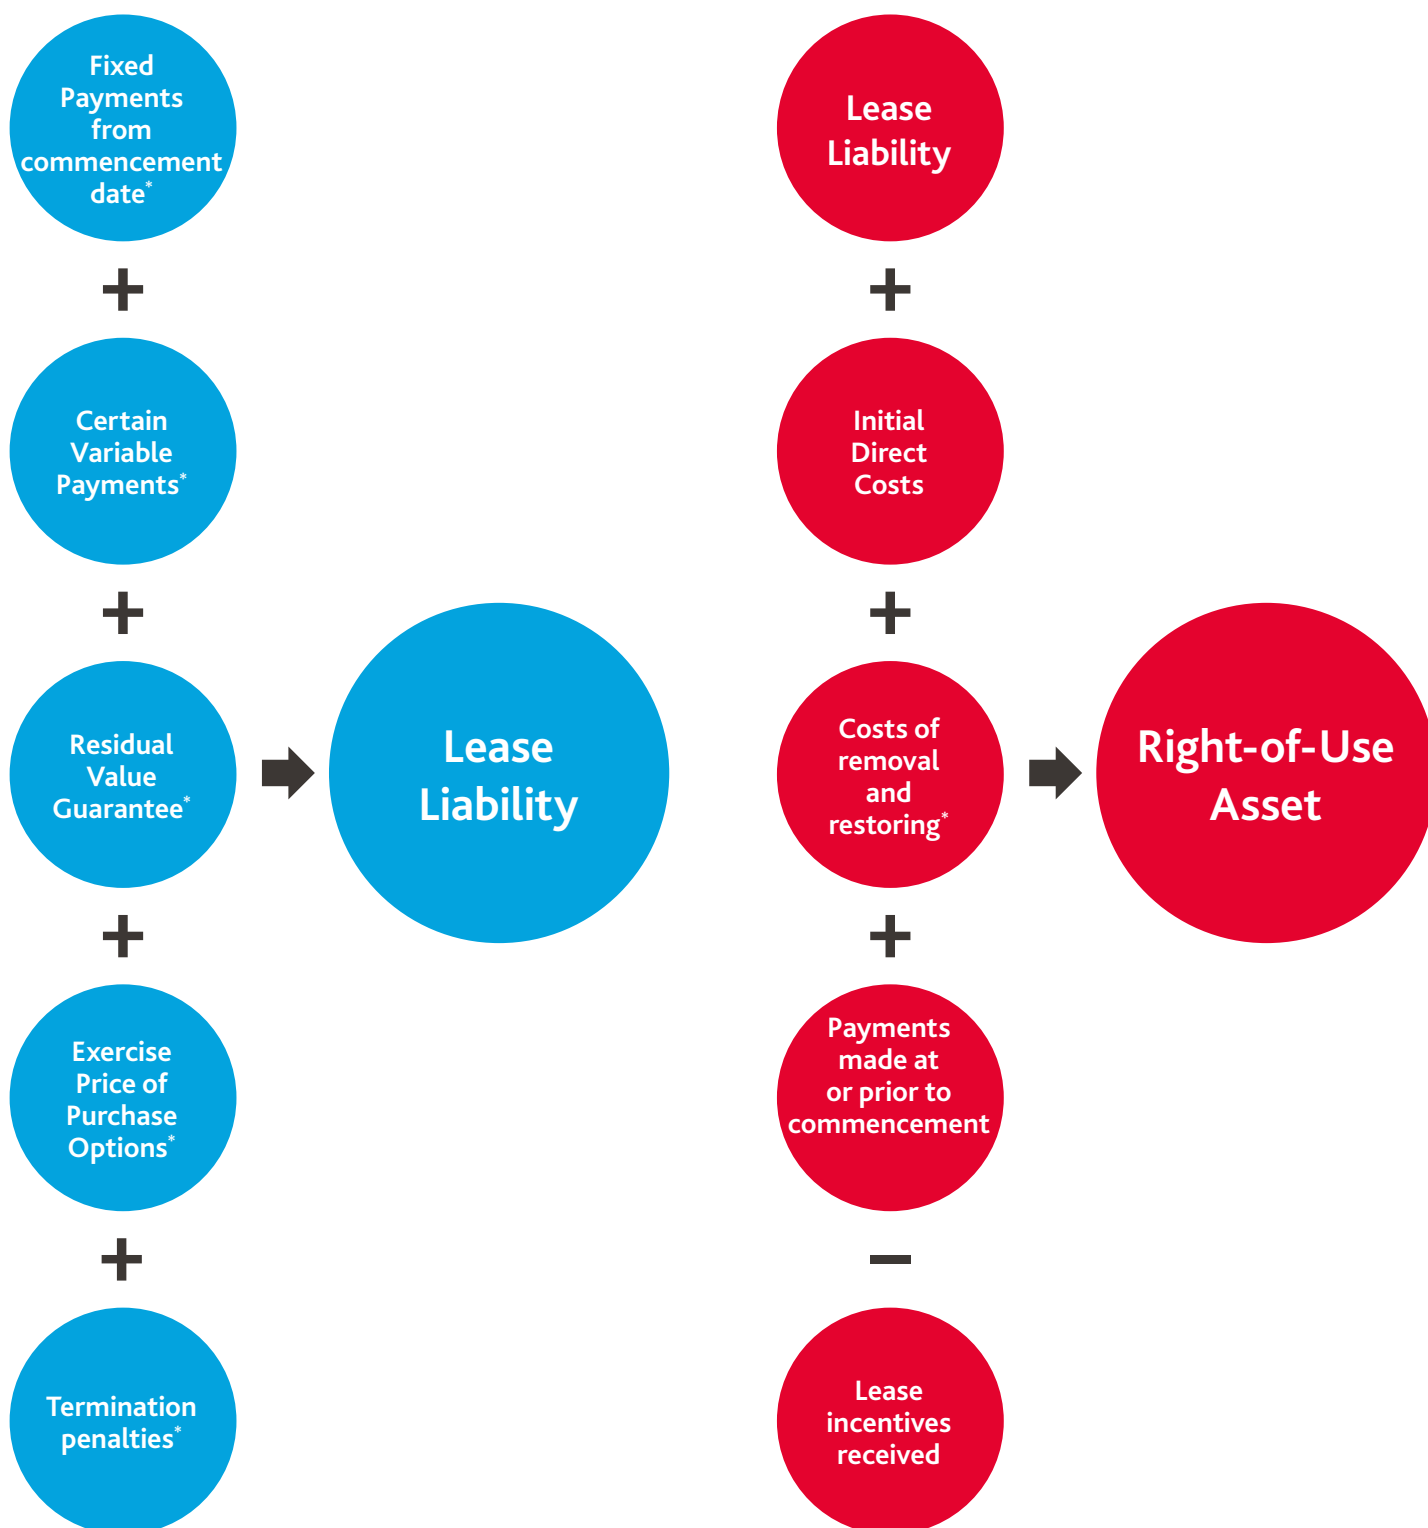 Fixed
Payments
from
commencement
date*
+
Certain
Variable
Payments*
+
Residual
Value
Guarantee*
+
Exercise
Price of
Purchase
Options*
+
Termination
penalties*
Lease
Liability
Lease
Liability
+
Initial
Direct
Costs
+
Costs of
removal
and
restoring*
+
Payments
made at
or prior to
commencement
−
Lease
incentives
received
Right-of-Use
Asset